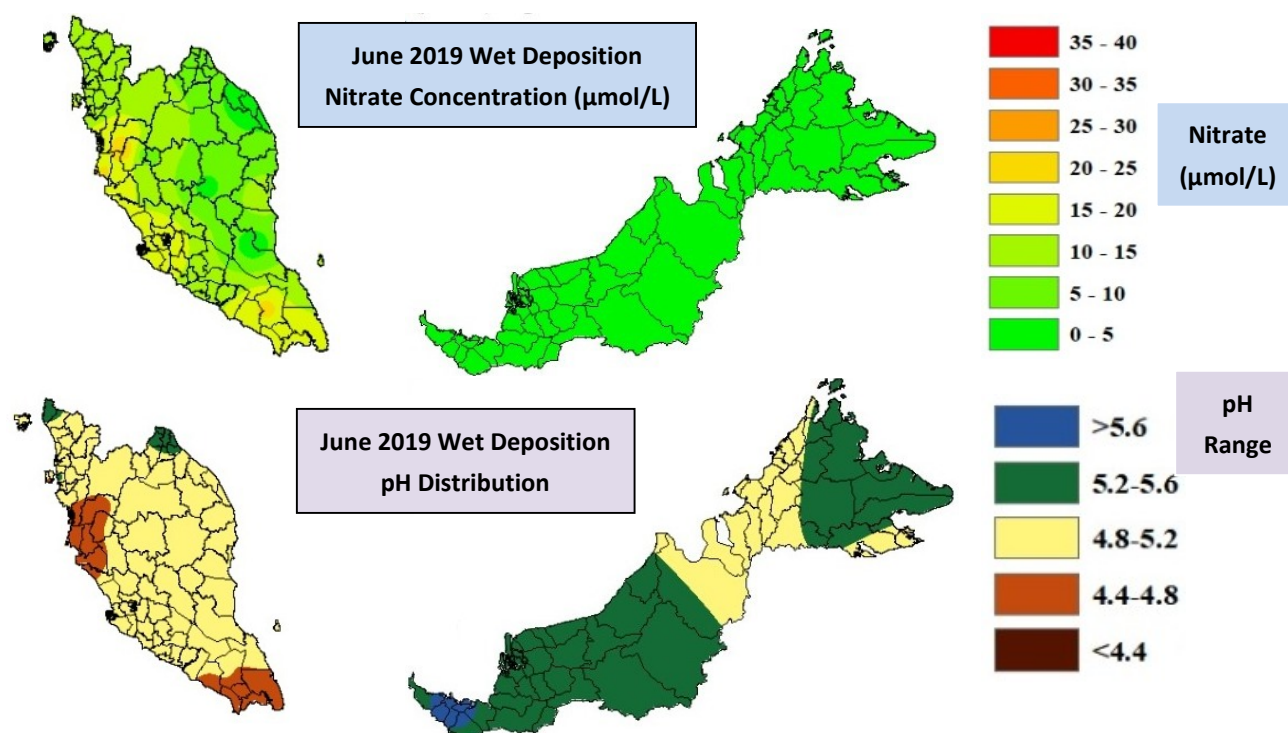 June 2019 Wet Deposition
Nitrate Concentration (µmol/L)
35 - 40
30 - 35
25 - 30
20 - 25
15 - 20
10 - 15
5 - 10
0 - 5
Nitrate
(µmol/L)
June 2019 Wet Deposition
pH Distribution
>5.6
5.2-5.6
4.8-5.2
4.4-4.8
<4.4
pH
Range